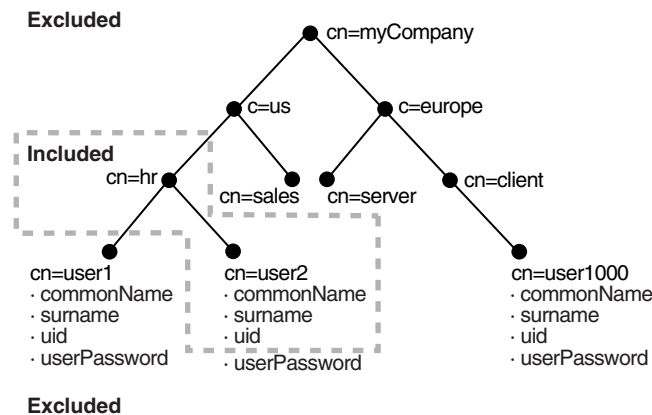 Excluded
cn=myCompany
c=us
c=europe
Included
cn=hr
cn=sales
cn=server
cn=client
cn=user1
· commonName
· surname
· uid
· userPassword
cn=user2
· commonName
· surname
· uid
· userPassword
cn=user1000
· commonName
· surname
· uid
· userPassword
Excluded